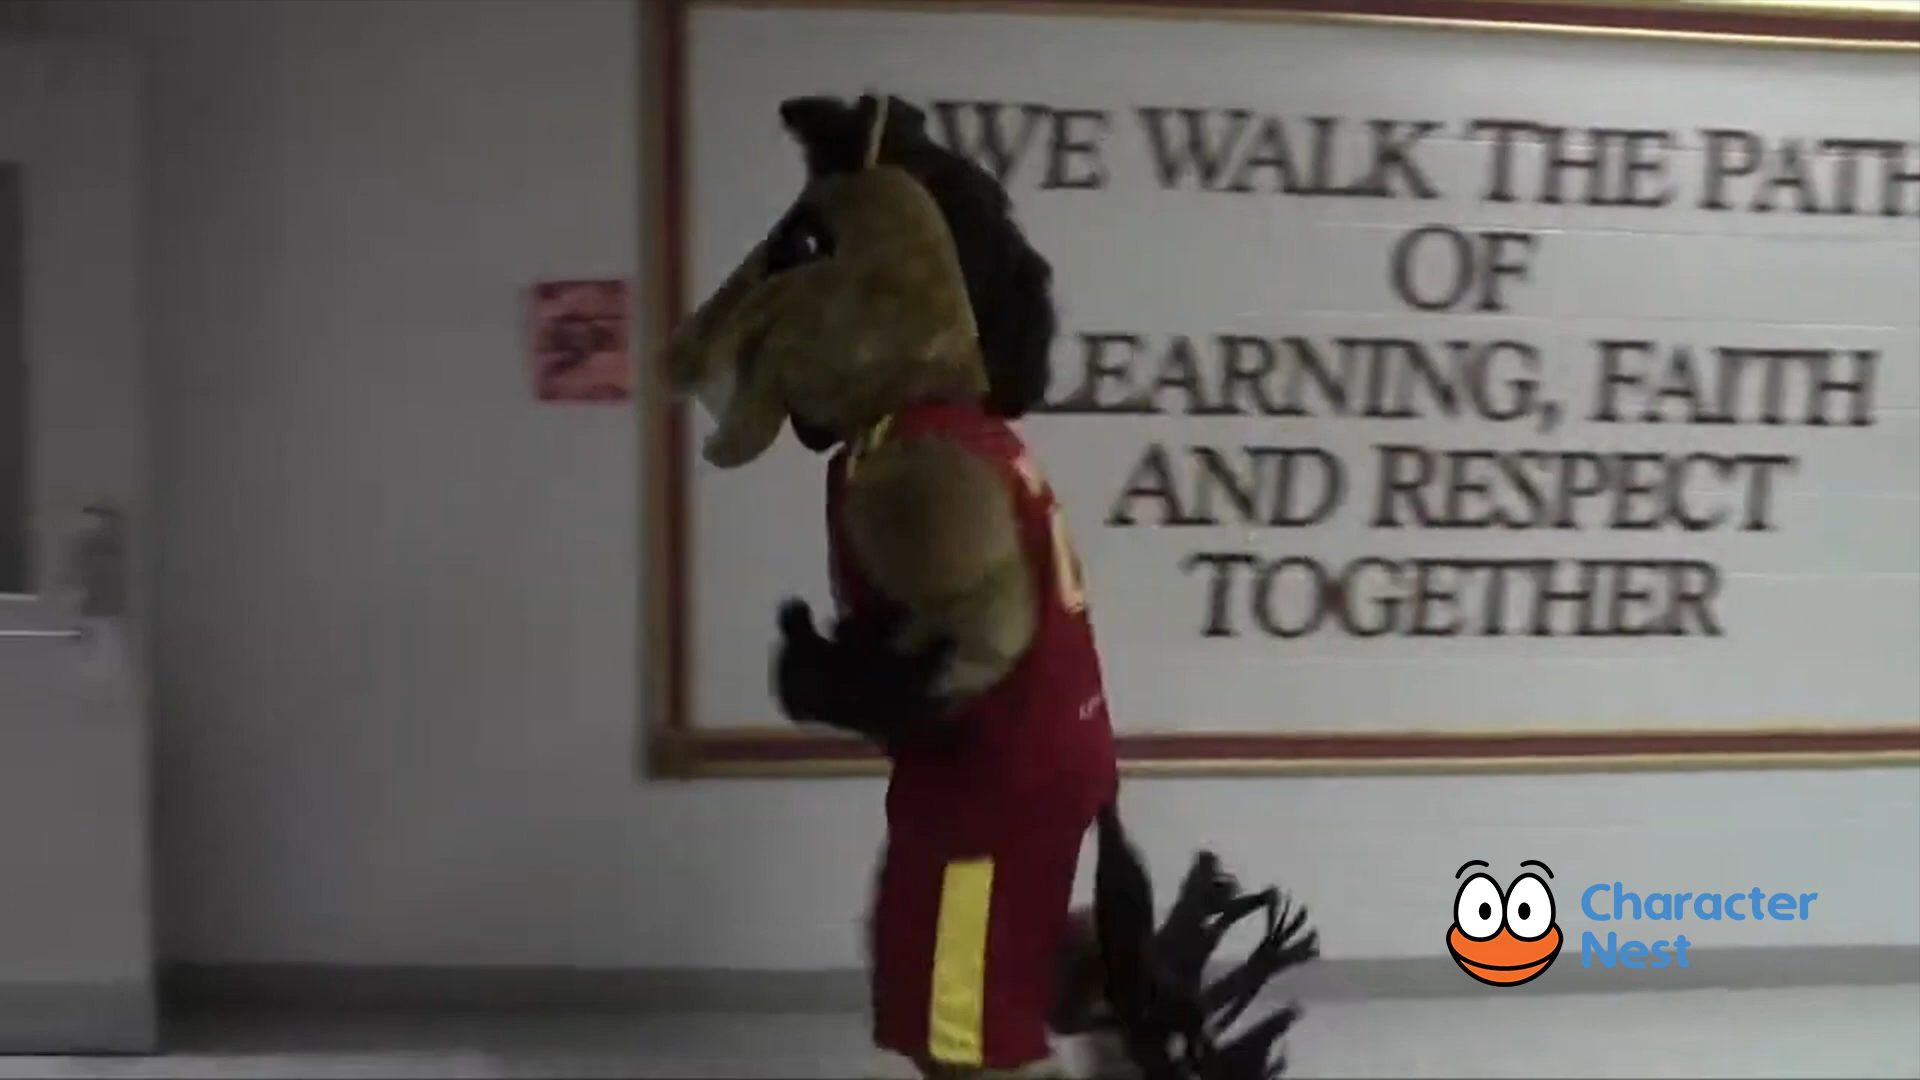 WE WALK THE PATH
OF
LEARNING, FAITH
AND RESPECT
TOGETHER
Character
Nest